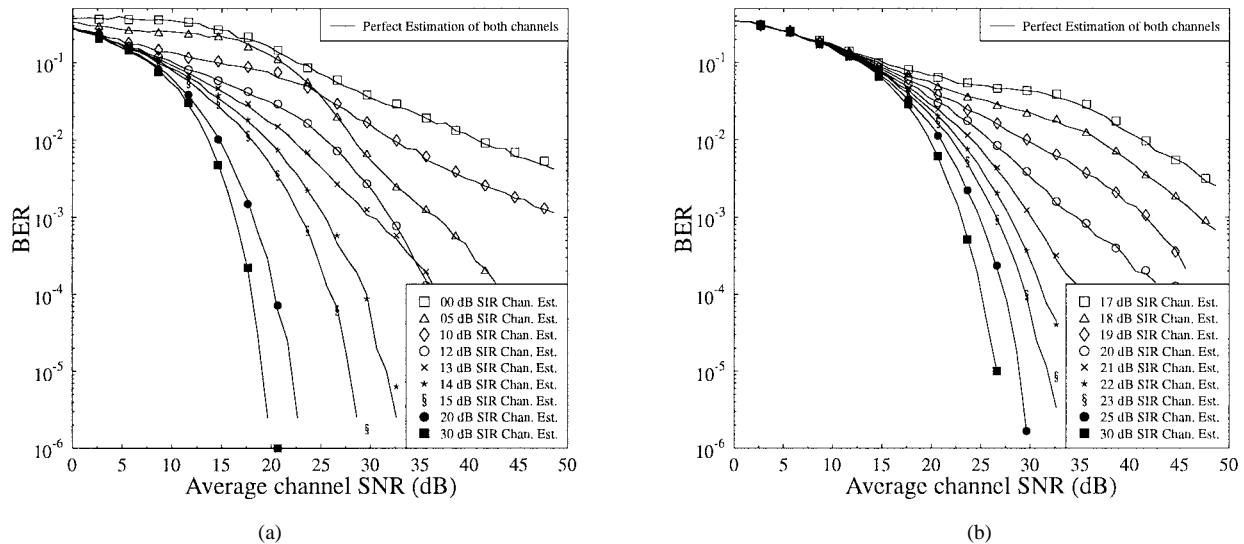 Perfect Estimation of both channels
BER
10^-1
10^-2
10^-3
10^-4
10^-5
10^-6
00 dB SIR Chan. Est.
05 dB SIR Chan. Est.
10 dB SIR Chan. Est.
12 dB SIR Chan. Est.
13 dB SIR Chan. Est.
14 dB SIR Chan. Est.
15 dB SIR Chan. Est.
20 dB SIR Chan. Est.
30 dB SIR Chan. Est.
0 5 10 15 20 25 30 35 40 45 50
Average channel SNR (dB)
(a)
Perfect Estimation of both channels
BER
10^-1
10^-2
10^-3
10^-4
10^-5
10^-6
17 dB SIR Chan. Est.
18 dB SIR Chan. Est.
19 dB SIR Chan. Est.
20 dB SIR Chan. Est.
21 dB SIR Chan. Est.
22 dB SIR Chan. Est.
23 dB SIR Chan. Est.
25 dB SIR Chan. Est.
30 dB SIR Chan. Est.
0 5 10 15 20 25 30 35 40 45 50
Average channel SNR (dB)
(b)